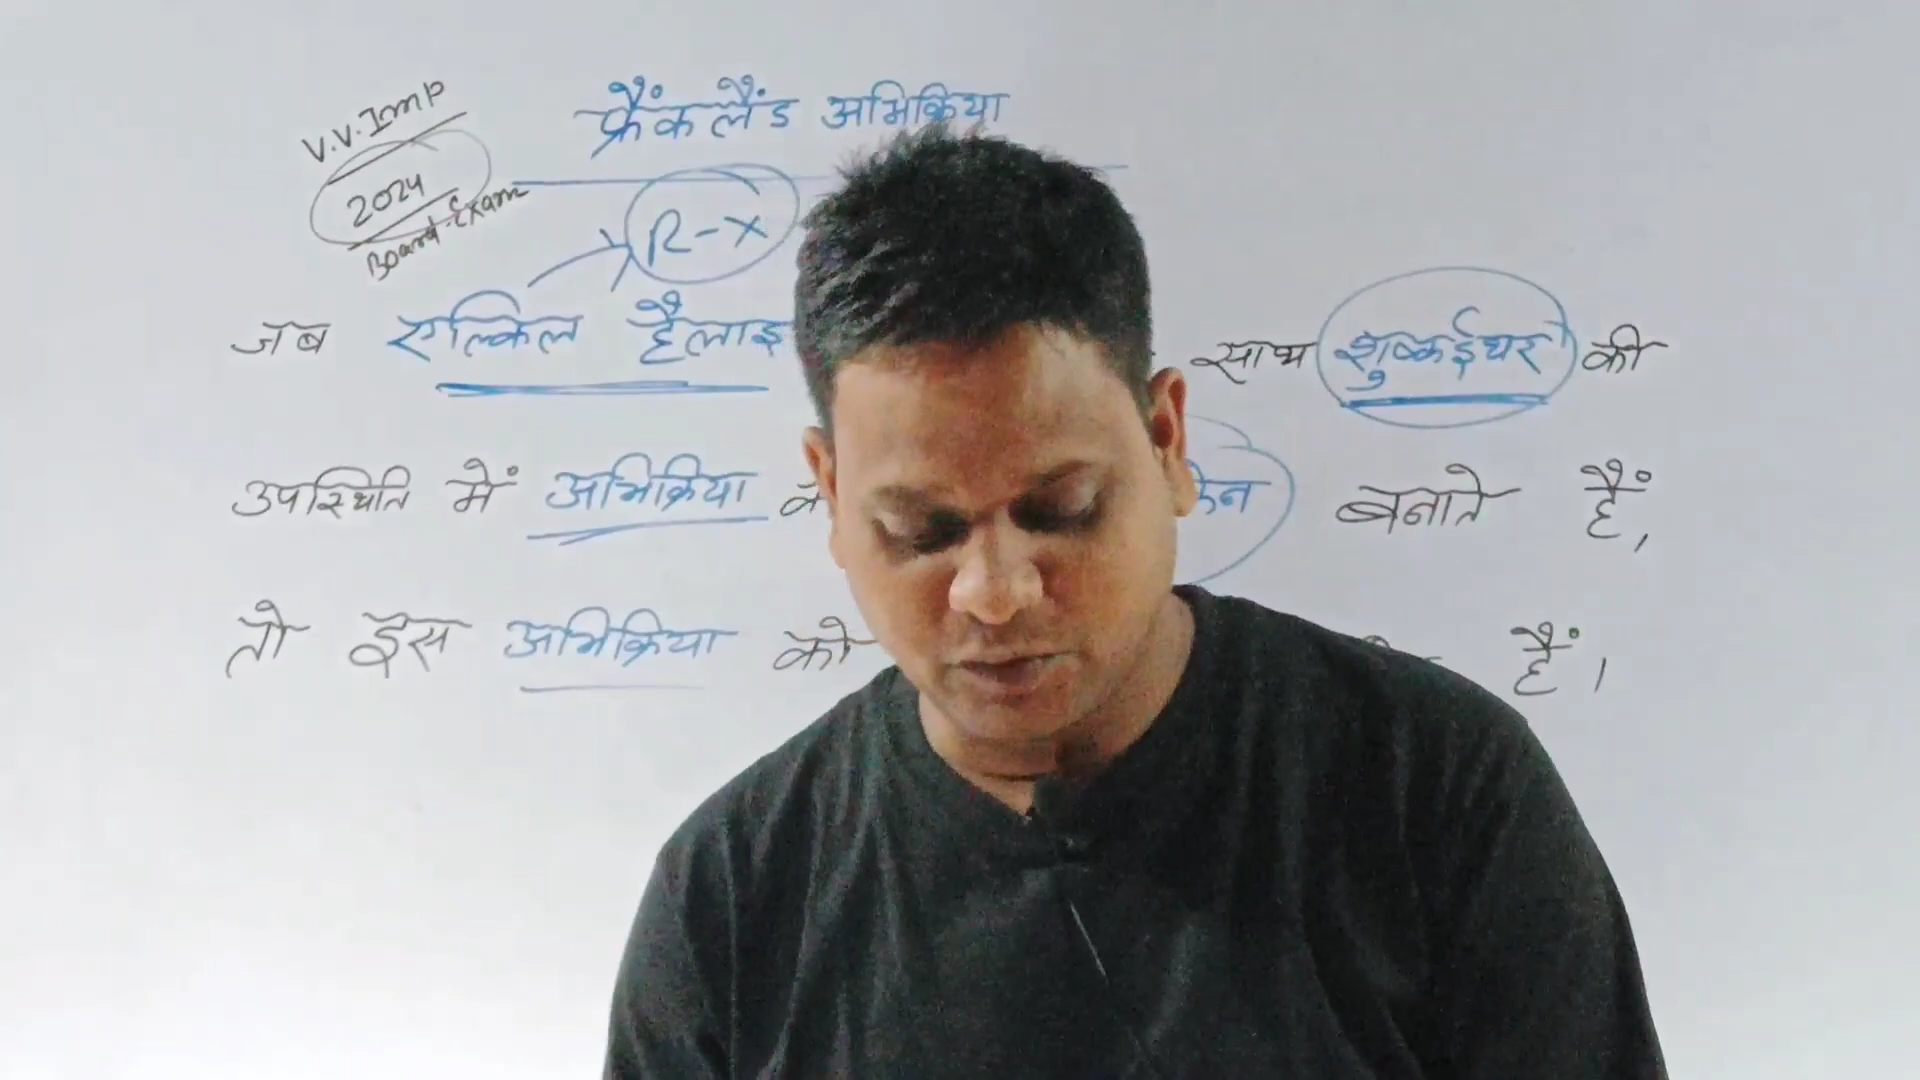 V.V.Imp
2024
Board Exam
फ्रैंकलैंड अभिक्रिया
R-X
जब एल्किल साथ शुष्कईथर की
उपस्थिति में अभिक्रिया बनाते हैं,
तो इस अभिक्रिया को हैं।